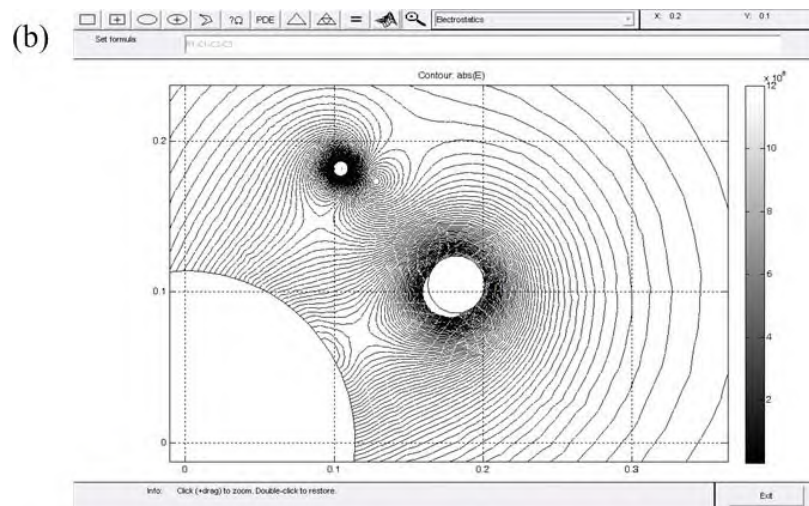 (b)
?Ω PDE = Electrostatics X: 0.2 Y: 0.1
Set formula:
Contour: abs(E)
x 10
12
10
8
6
4
2
0.2
0.1
0
0 0.1 0.2 0.3
Info: Click (+drag) to zoom. Double-click to restore. Exit